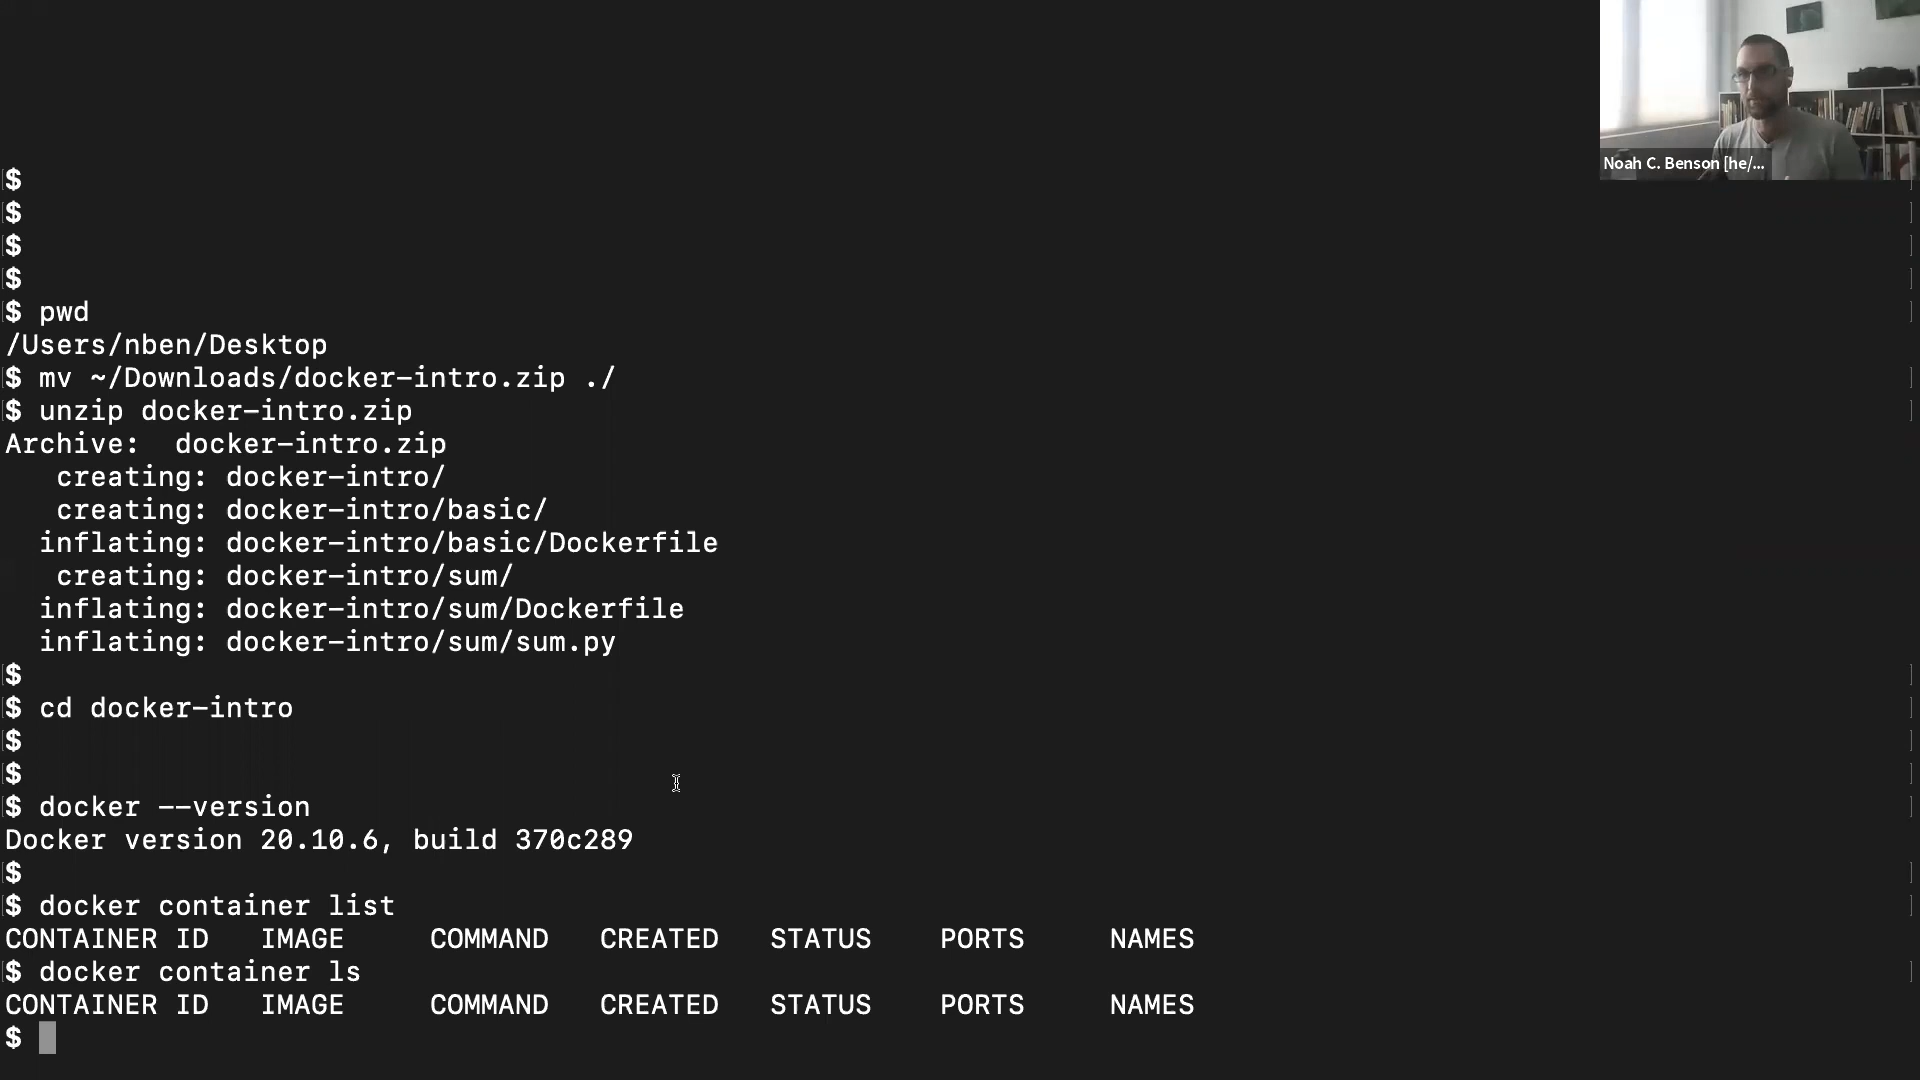 Noah C. Benson [he/...
$
$
$
$
$ pwd
/Users/nben/Desktop
$ mv ~/Downloads/docker-intro.zip ./
$ unzip docker-intro.zip
Archive:  docker-intro.zip
   creating: docker-intro/
   creating: docker-intro/basic/
  inflating: docker-intro/basic/Dockerfile
   creating: docker-intro/sum/
  inflating: docker-intro/sum/Dockerfile
  inflating: docker-intro/sum/sum.py
$
$ cd docker-intro
$
$
$ docker --version
Docker version 20.10.6, build 370c289
$
$ docker container list
CONTAINER ID   IMAGE     COMMAND   CREATED   STATUS    PORTS     NAMES
$ docker container ls
CONTAINER ID   IMAGE     COMMAND   CREATED   STATUS    PORTS     NAMES
$